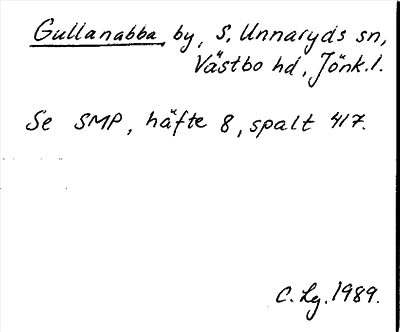 Gullanabba, by, S. Unnaryds sn,
Västbo hd, Jönk. l.
Se SMP, häfte 8, spalt 417.
C. Lg. 1989.